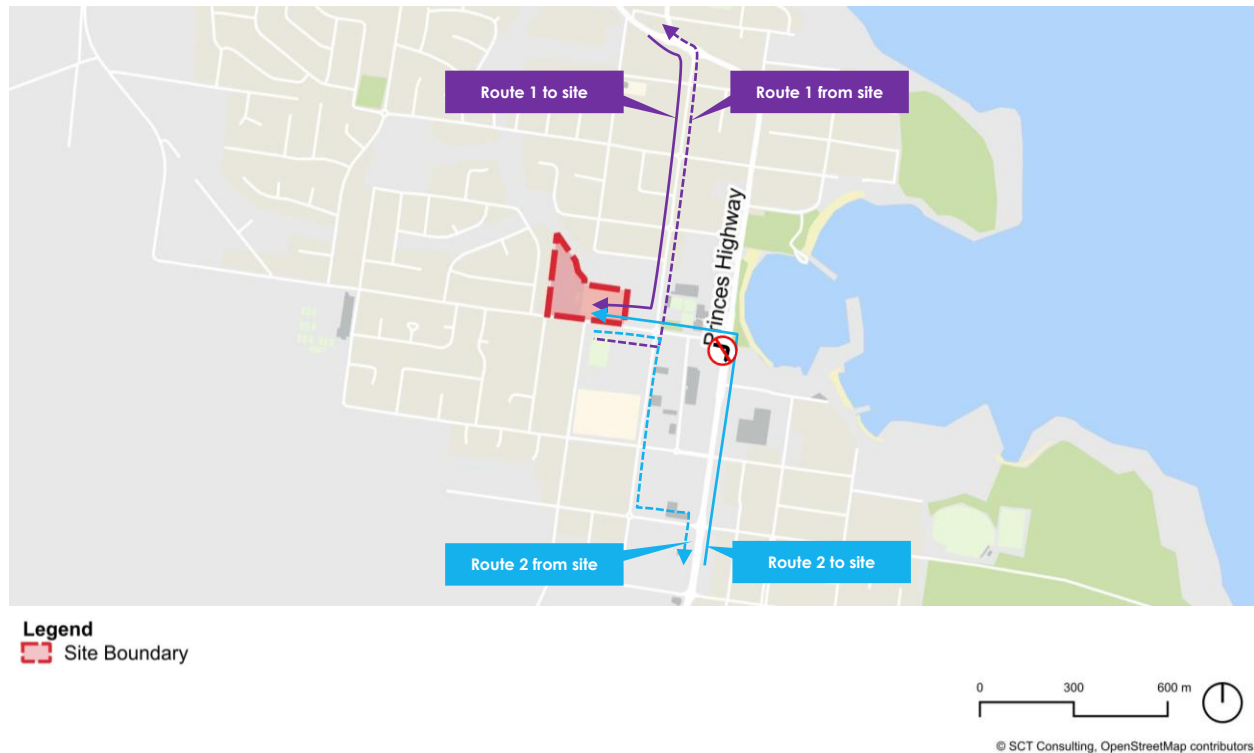 Route 1 to site
Route 1 from site
Princes Highway
Route 2 from site
Route 2 to site
Legend
Site Boundary
0 300 600 m
© SCT Consulting, OpenStreetMap contributors